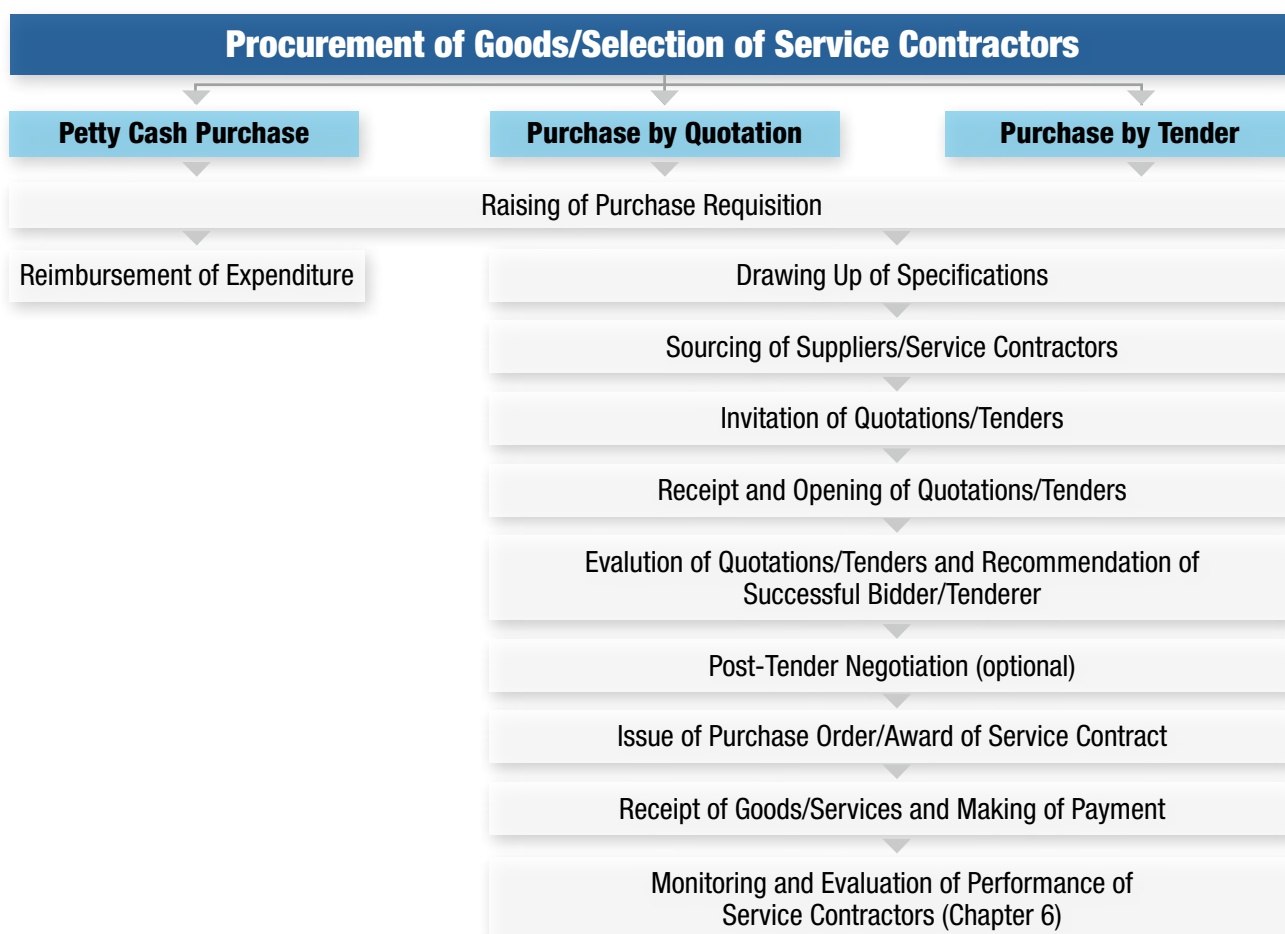 Procurement of Goods/Selection of Service Contractors
Petty Cash Purchase
Purchase by Quotation
Purchase by Tender
Raising of Purchase Requisition
Reimbursement of Expenditure
Drawing Up of Specifications
Sourcing of Suppliers/Service Contractors
Invitation of Quotations/Tenders
Receipt and Opening of Quotations/Tenders
Evalution of Quotations/Tenders and Recommendation of
Successful Bidder/Tenderer
Post-Tender Negotiation (optional)
Issue of Purchase Order/Award of Service Contract
Receipt of Goods/Services and Making of Payment
Monitoring and Evaluation of Performance of
Service Contractors (Chapter 6)